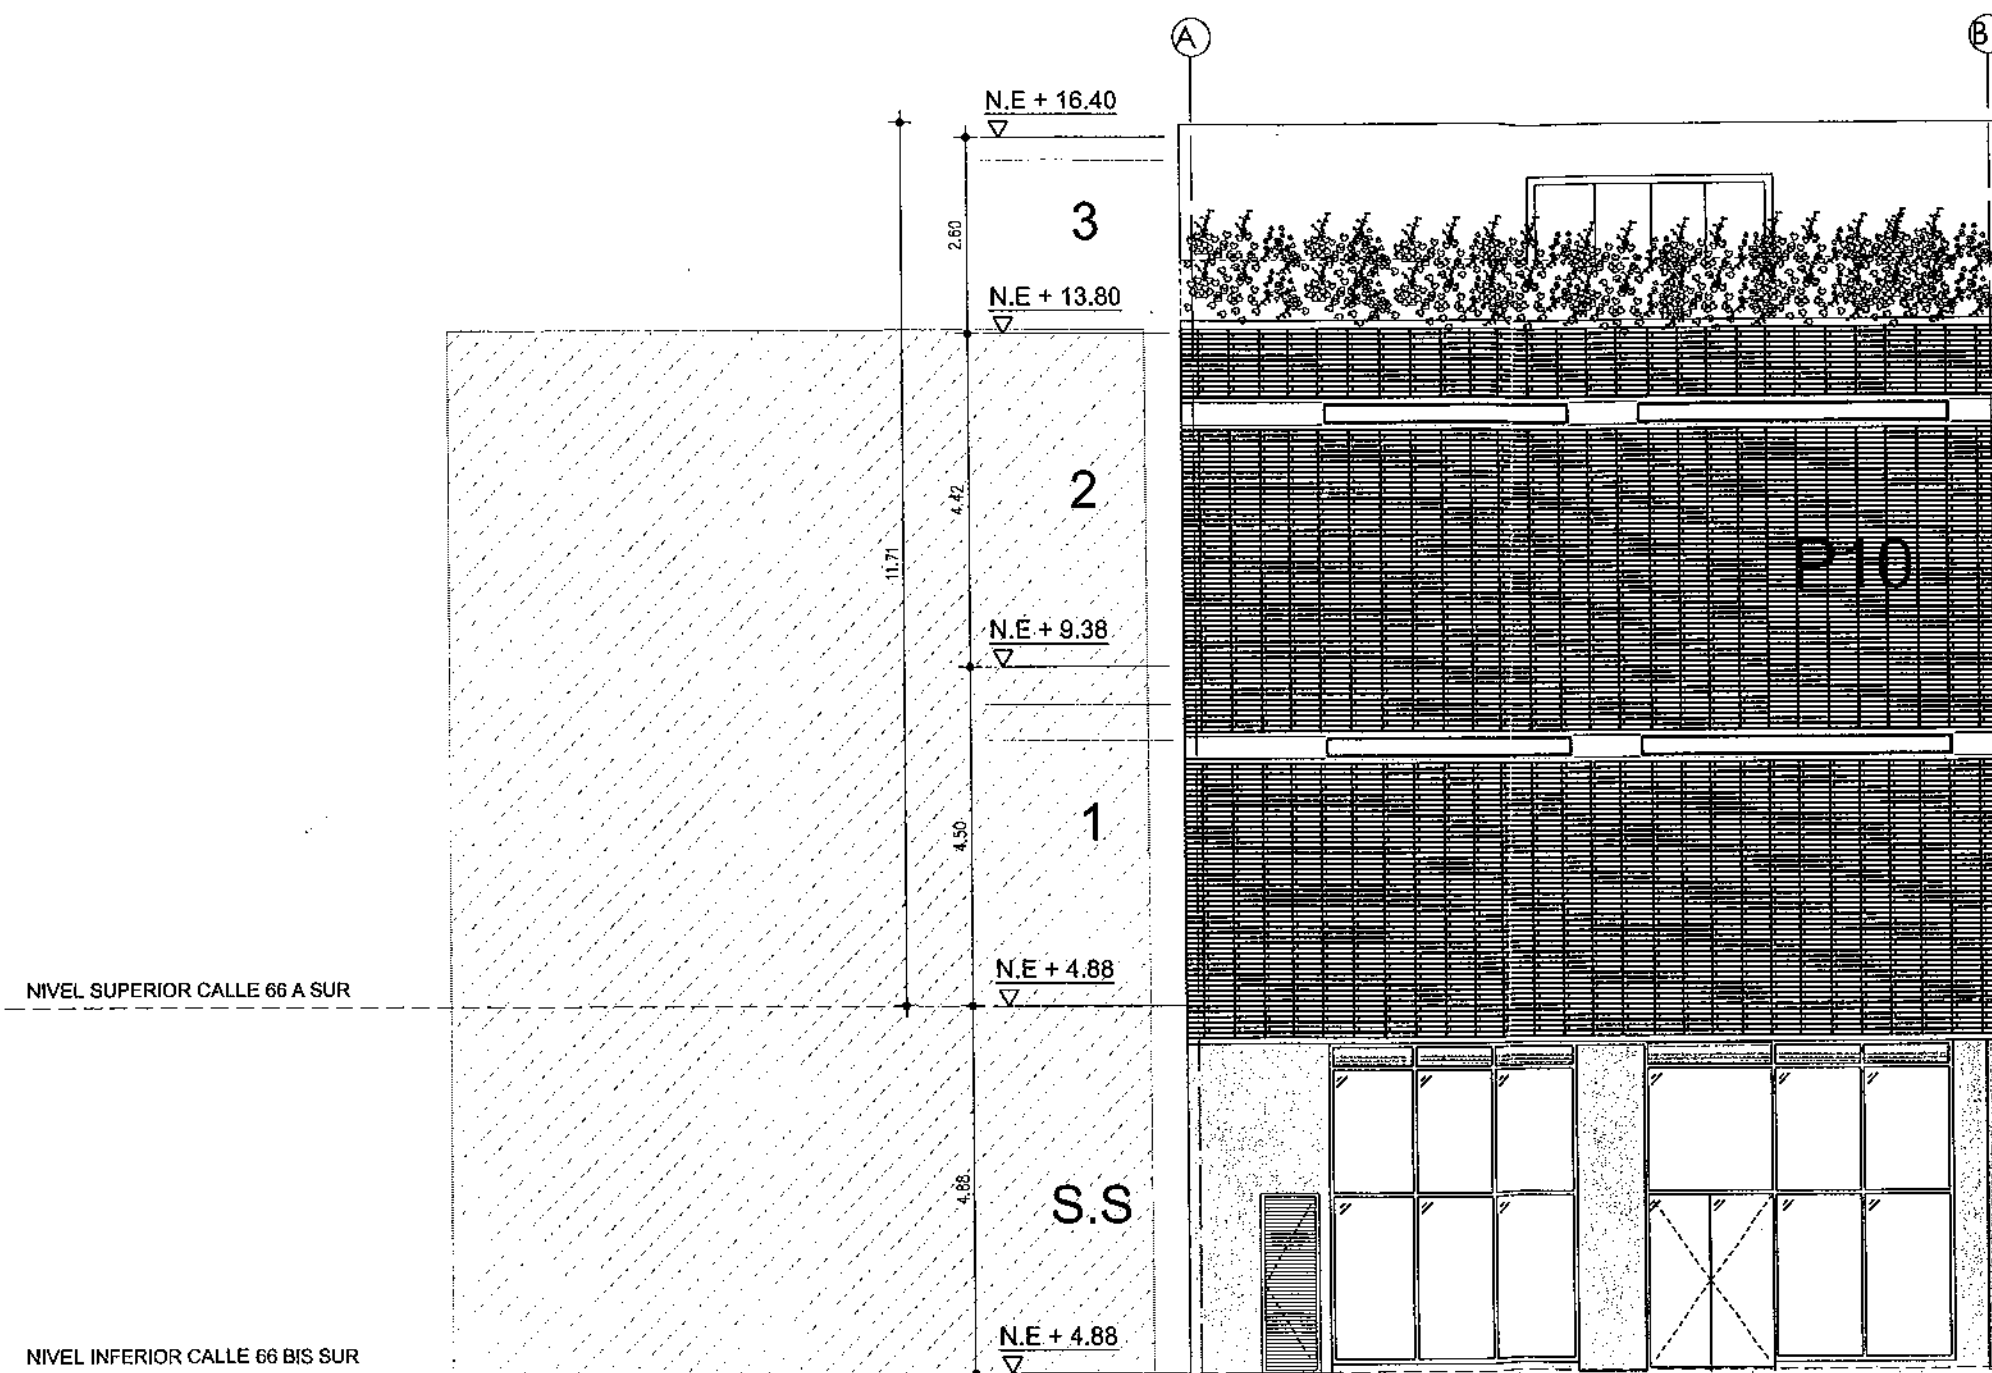 A
B
N.E + 16.40
3
2.60
N.E + 13.80
2
4.42
11.71
P10
N.E + 9.38
1
4.50
N.E + 4.88
NIVEL SUPERIOR CALLE 66 A SUR
4.88
S.S
N.E + 4.88
NIVEL INFERIOR CALLE 66 BIS SUR